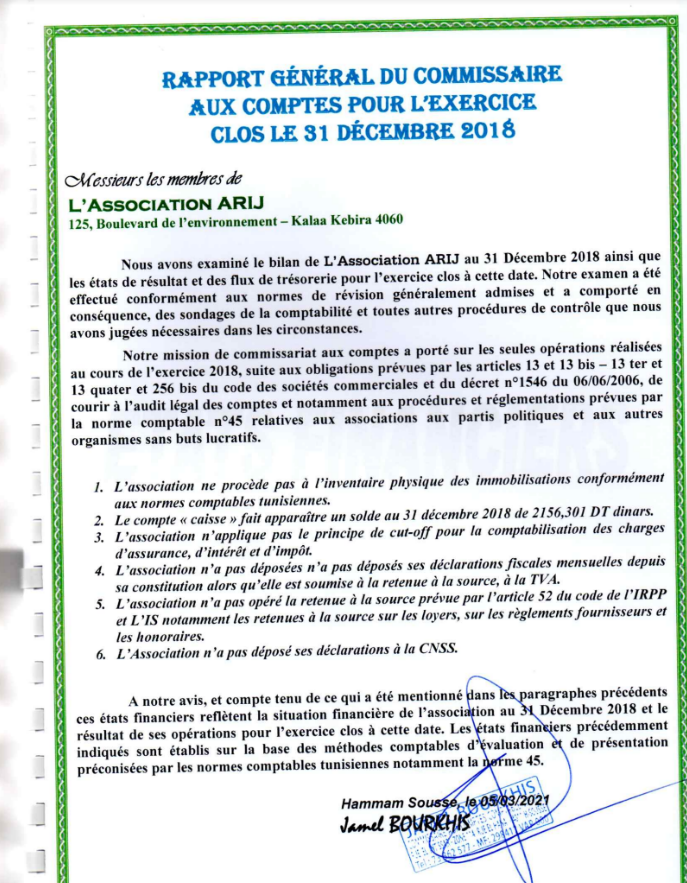 RAPPORT GÉNÉRAL DU COMMISSAIRE
AUX COMPTES POUR L'EXERCICE
CLOS LE 31 DÉCEMBRE 2018
Messieurs les membres de
L'ASSOCIATION ARIJ
125, Boulevard de l'environnement – Kalaa Kebira 4060
Nous avons examiné le bilan de L'Association ARIJ au 31 Décembre 2018 ainsi que
les états de résultat et des flux de trésorerie pour l'exercice clos à cette date. Notre examen a été
effectué conformément aux normes de révision généralement admises et a comporté en
conséquence, des sondages de la comptabilité et toutes autres procédures de contrôle que nous
avons jugées nécessaires dans les circonstances.
Notre mission de commissariat aux comptes a porté sur les seules opérations réalisées
au cours de l'exercice 2018, suite aux obligations prévues par les articles 13 et 13 bis – 13 ter et
13 quater et 256 bis du code des sociétés commerciales et du décret n°1546 du 06/06/2006, de
courir à l'audit légal des comptes et notamment aux procédures et réglementations prévues par
la norme comptable n°45 relatives aux associations aux partis politiques et aux autres
organismes sans buts lucratifs.
1. L'association ne procède pas à l'inventaire physique des immobilisations conformément
aux normes comptables tunisiennes.
2. Le compte « caisse » fait apparaître un solde au 31 décembre 2018 de 2156,301 DT dinars.
3. L'association n'applique pas le principe de cut-off pour la comptabilisation des charges
d'assurance, d'intérêt et d'impôt.
4. L'association n'a pas déposées n'a pas déposés ses déclarations fiscales mensuelles depuis
sa constitution alors qu'elle est soumise à la retenue à la source, à la TVA.
5. L'association n'a pas opéré la retenue à la source prévue par l'article 52 du code de l'IRPP
et L'IS notamment les retenues à la source sur les loyers, sur les règlements fournisseurs et
les honoraires.
6. L'Association n'a pas déposé ses déclarations à la CNSS.
A notre avis, et compte tenu de ce qui a été mentionné dans les paragraphes précédents
ces états financiers reflètent la situation financière de l'association au 31 Décembre 2018 et le
résultat de ses opérations pour l'exercice clos à cette date. Les états financiers précédemment
indiqués sont établis sur la base des méthodes comptables d'évaluation et de présentation
préconisées par les normes comptables tunisiennes notamment la norme 45.
Hammam Sousse, le 05/03/2021
Jamel BOURKHIS
BOURKHIS